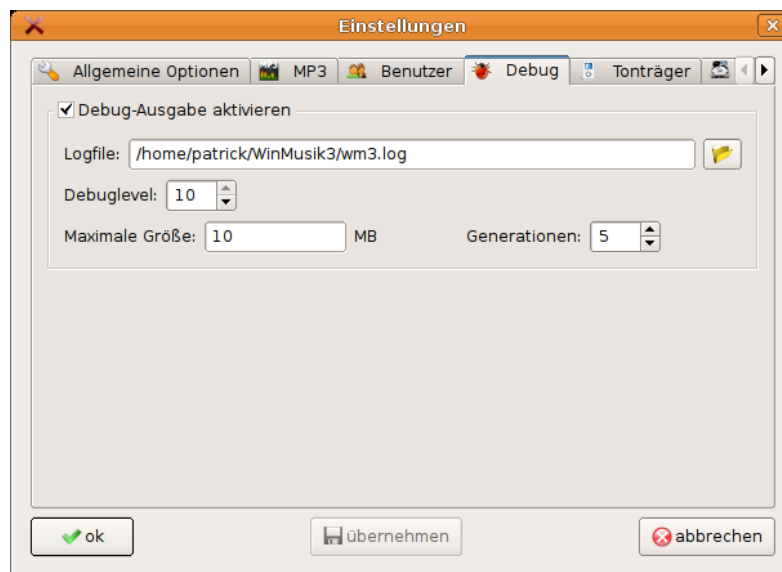 Einstellungen
Allgemeine Optionen MP3 Benutzer Debug Tonträger
Debug-Ausgabe aktivieren
Logfile: /home/patrick/WinMusik3/wm3.log
Debuglevel: 10
Maximale Größe: 10 MB Generationen: 5
ok übernehmen abbrechen